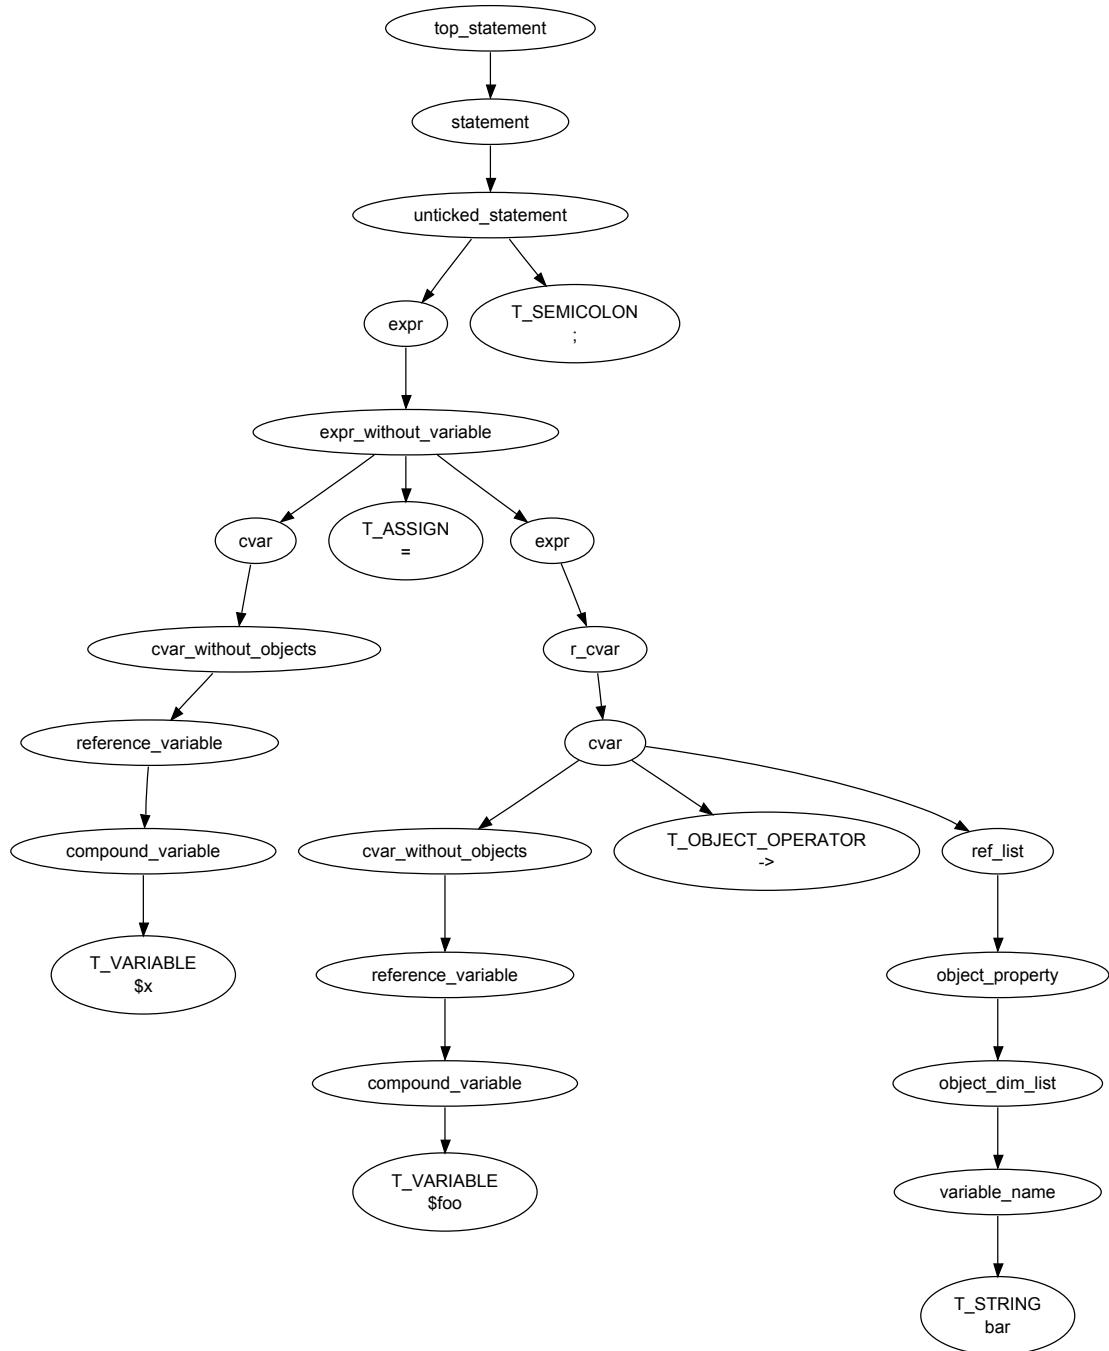 top_statement
statement
unticked_statement
expr
T_SEMICOLON
;
expr_without_variable
cvar
T_ASSIGN
=
expr
cvar_without_objects
r_cvar
reference_variable
cvar
compound_variable
cvar_without_objects
T_OBJECT_OPERATOR
->
ref_list
T_VARIABLE
$x
reference_variable
object_property
compound_variable
object_dim_list
T_VARIABLE
$foo
variable_name
T_STRING
bar